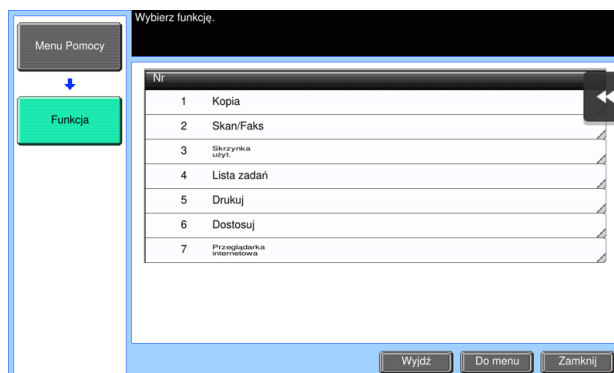 Wybierz funkcję.
Menu Pomocy
Funkcja
Nr
1 Kopia
2 Skan/Faks
3 Skrzynka
użyt.
4 Lista zadań
5 Drukuj
6 Dostosuj
7 Przeglądarka
internetowa
Wyjdź Do menu Zamknij